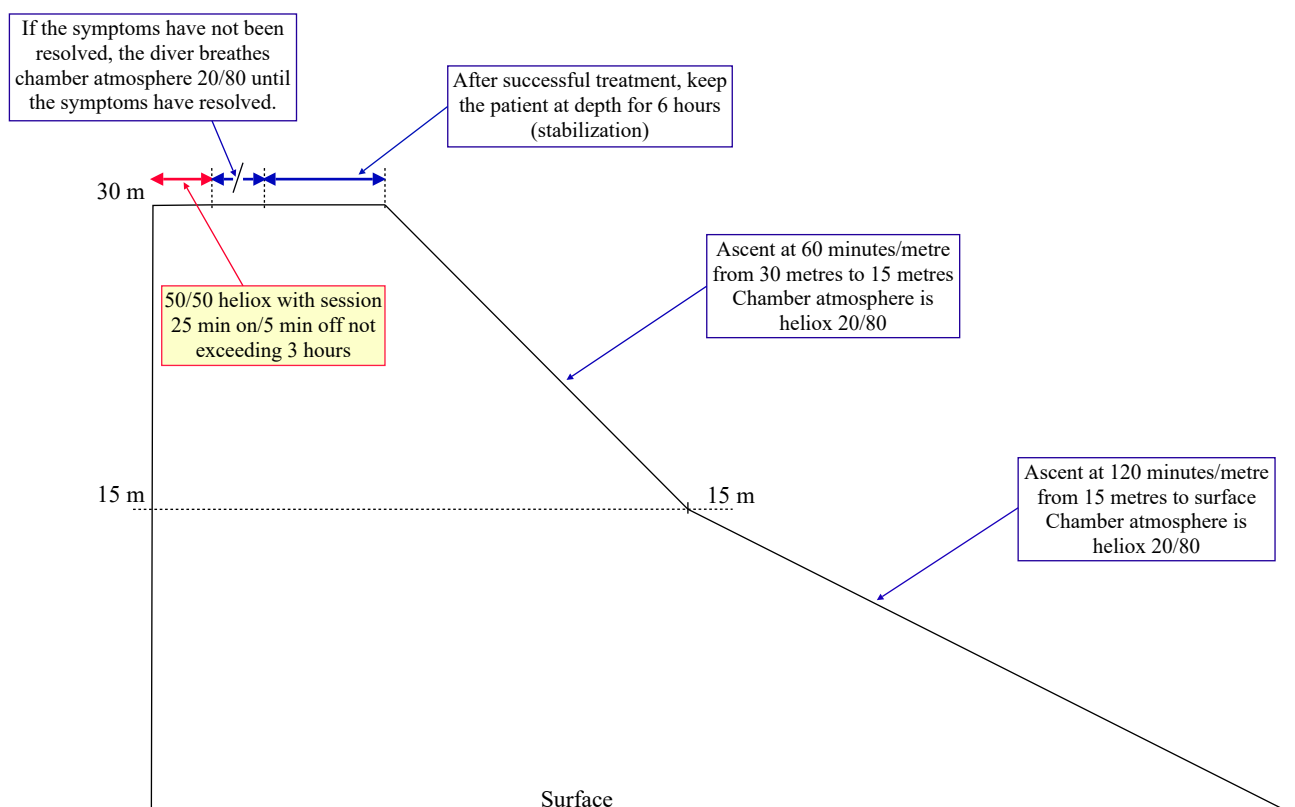 If the symptoms have not been
resolved, the diver breathes
chamber atmosphere 20/80 until
the symptoms have resolved.
After successful treatment, keep
the patient at depth for 6 hours
(stabilization)
30 m
Ascent at 60 minutes/metre
from 30 metres to 15 metres
Chamber atmosphere is
heliox 20/80
50/50 heliox with session
25 min on/5 min off not
exceeding 3 hours
15 m
15 m
Ascent at 120 minutes/metre
from 15 metres to surface
Chamber atmosphere is
heliox 20/80
Surface